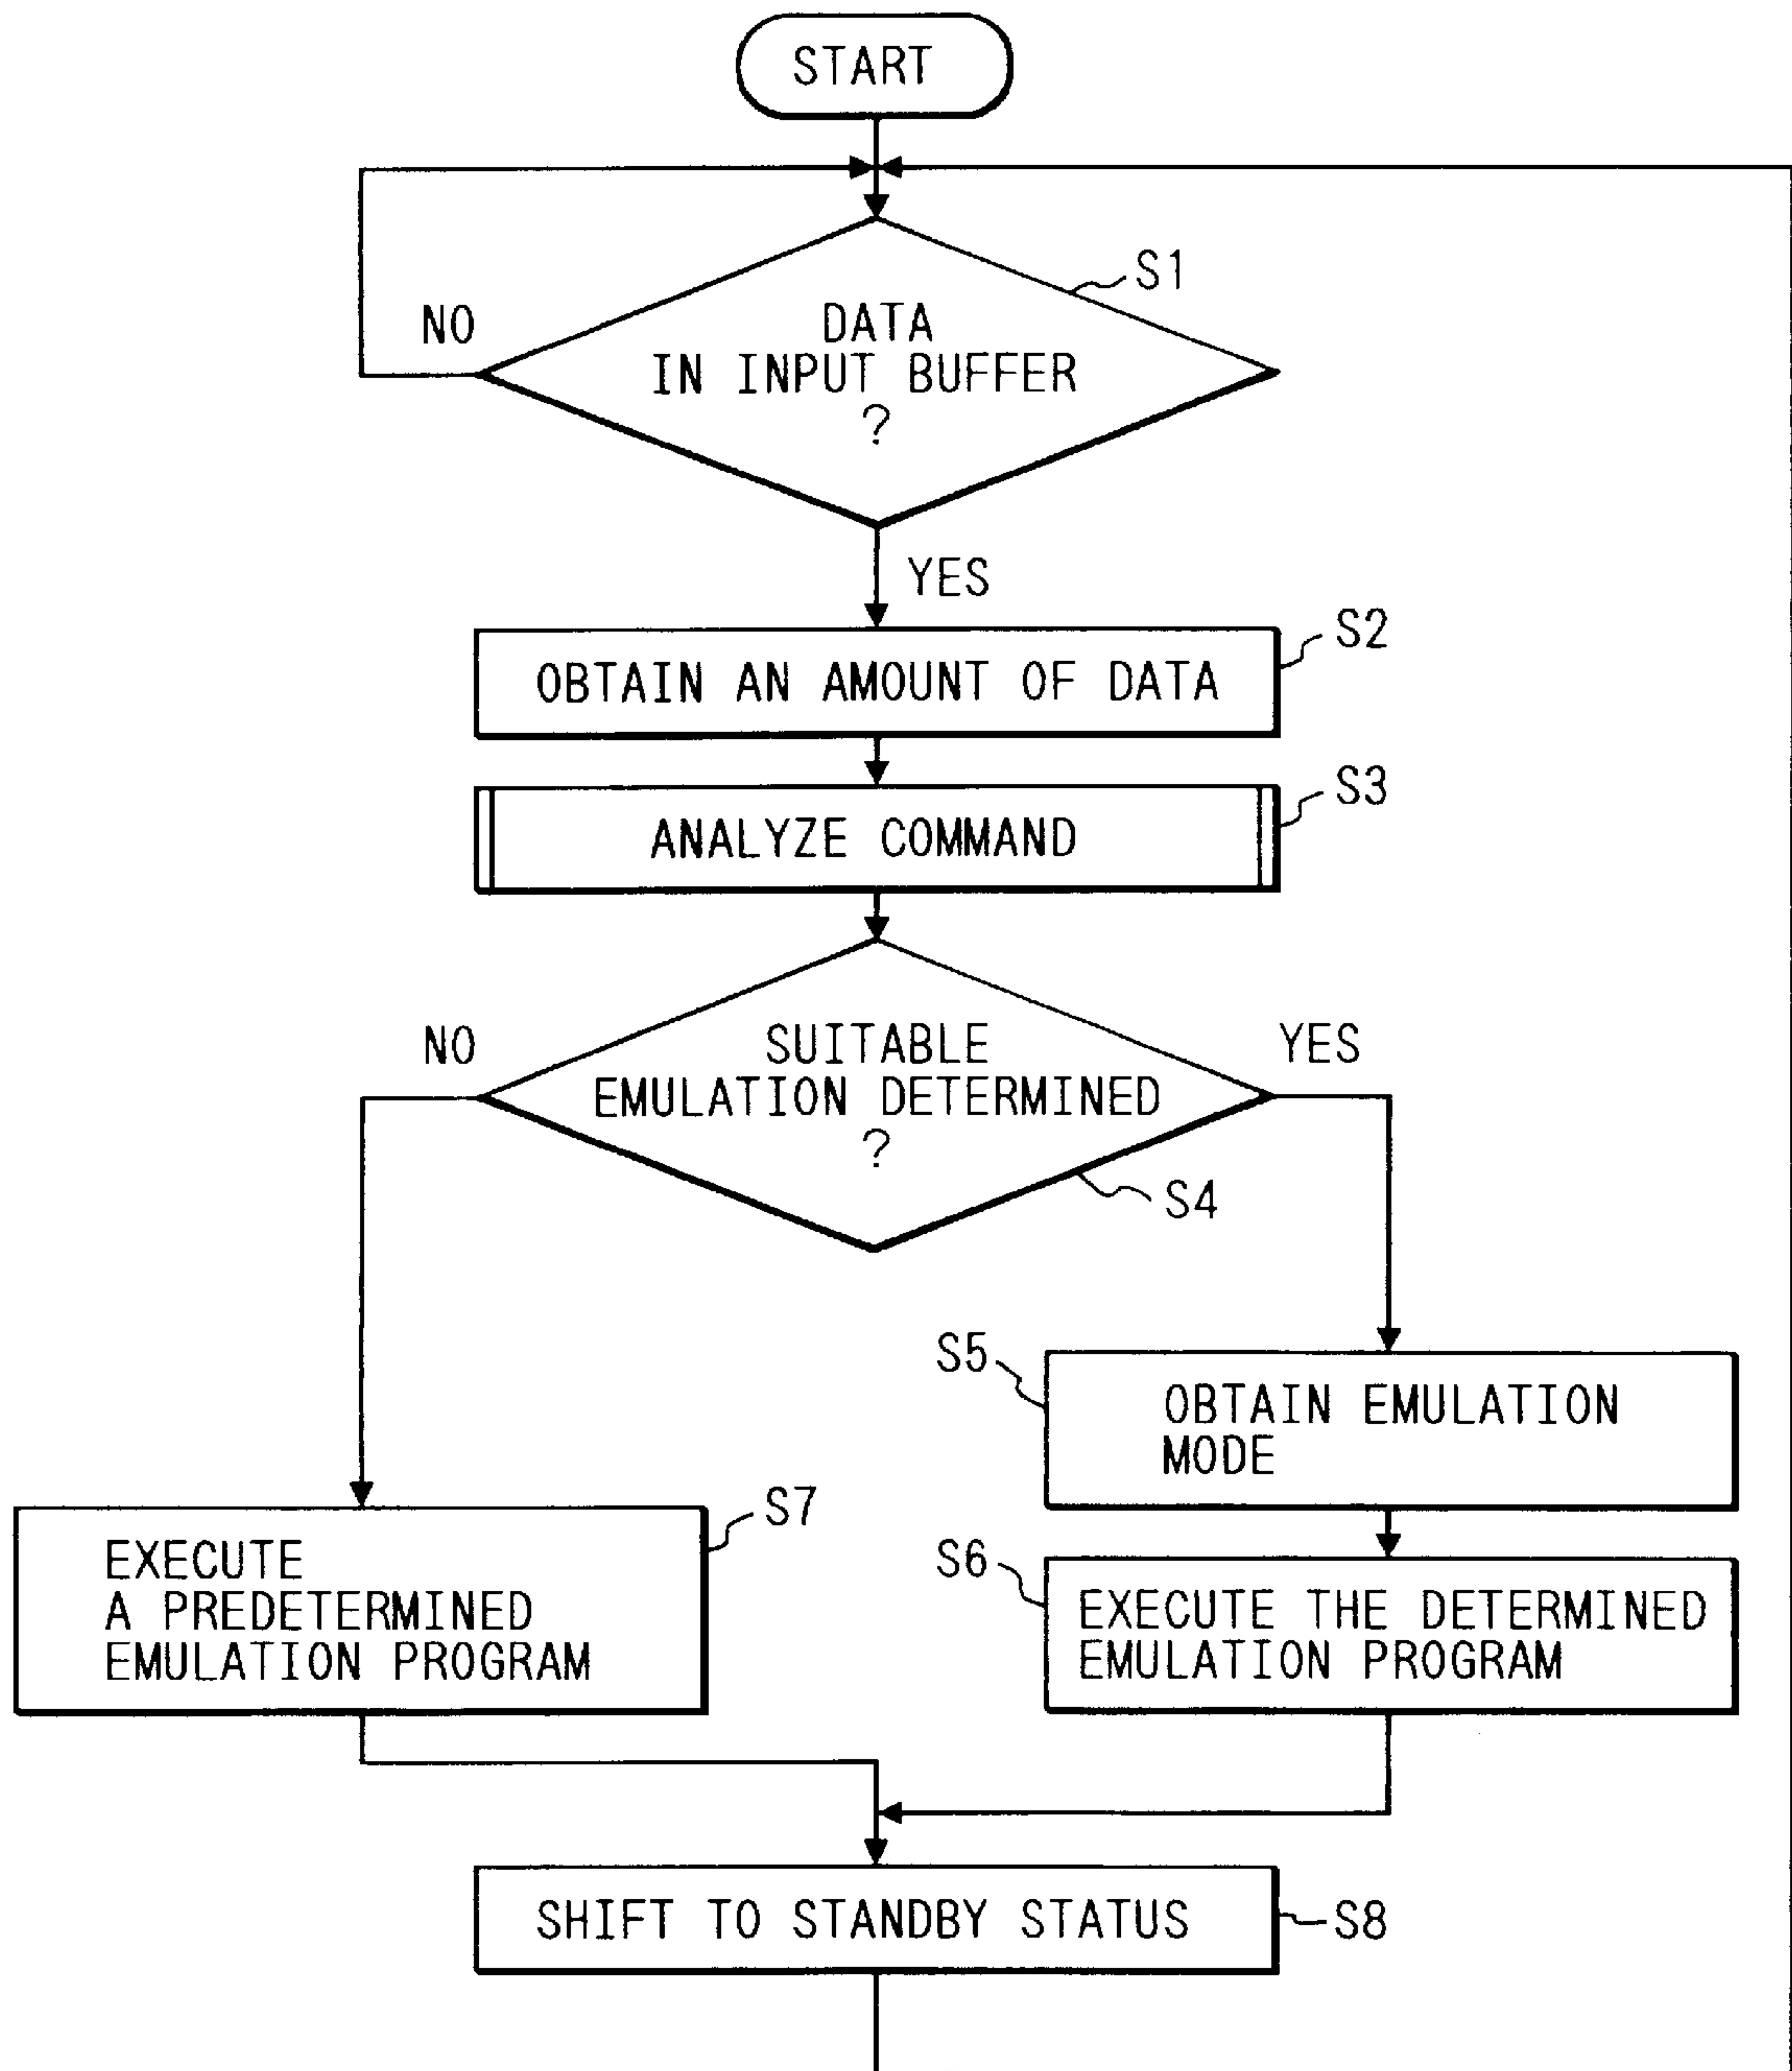 START
S1
NO
DATA
IN INPUT BUFFER
?
YES
S2
OBTAIN AN AMOUNT OF DATA
S3
ANALYZE COMMAND
NO
SUITABLE
EMULATION DETERMINED
?
YES
S4
S5
OBTAIN EMULATION
MODE
S7
EXECUTE
A PREDETERMINED
EMULATION PROGRAM
S6
EXECUTE THE DETERMINED
EMULATION PROGRAM
SHIFT TO STANDBY STATUS
S8